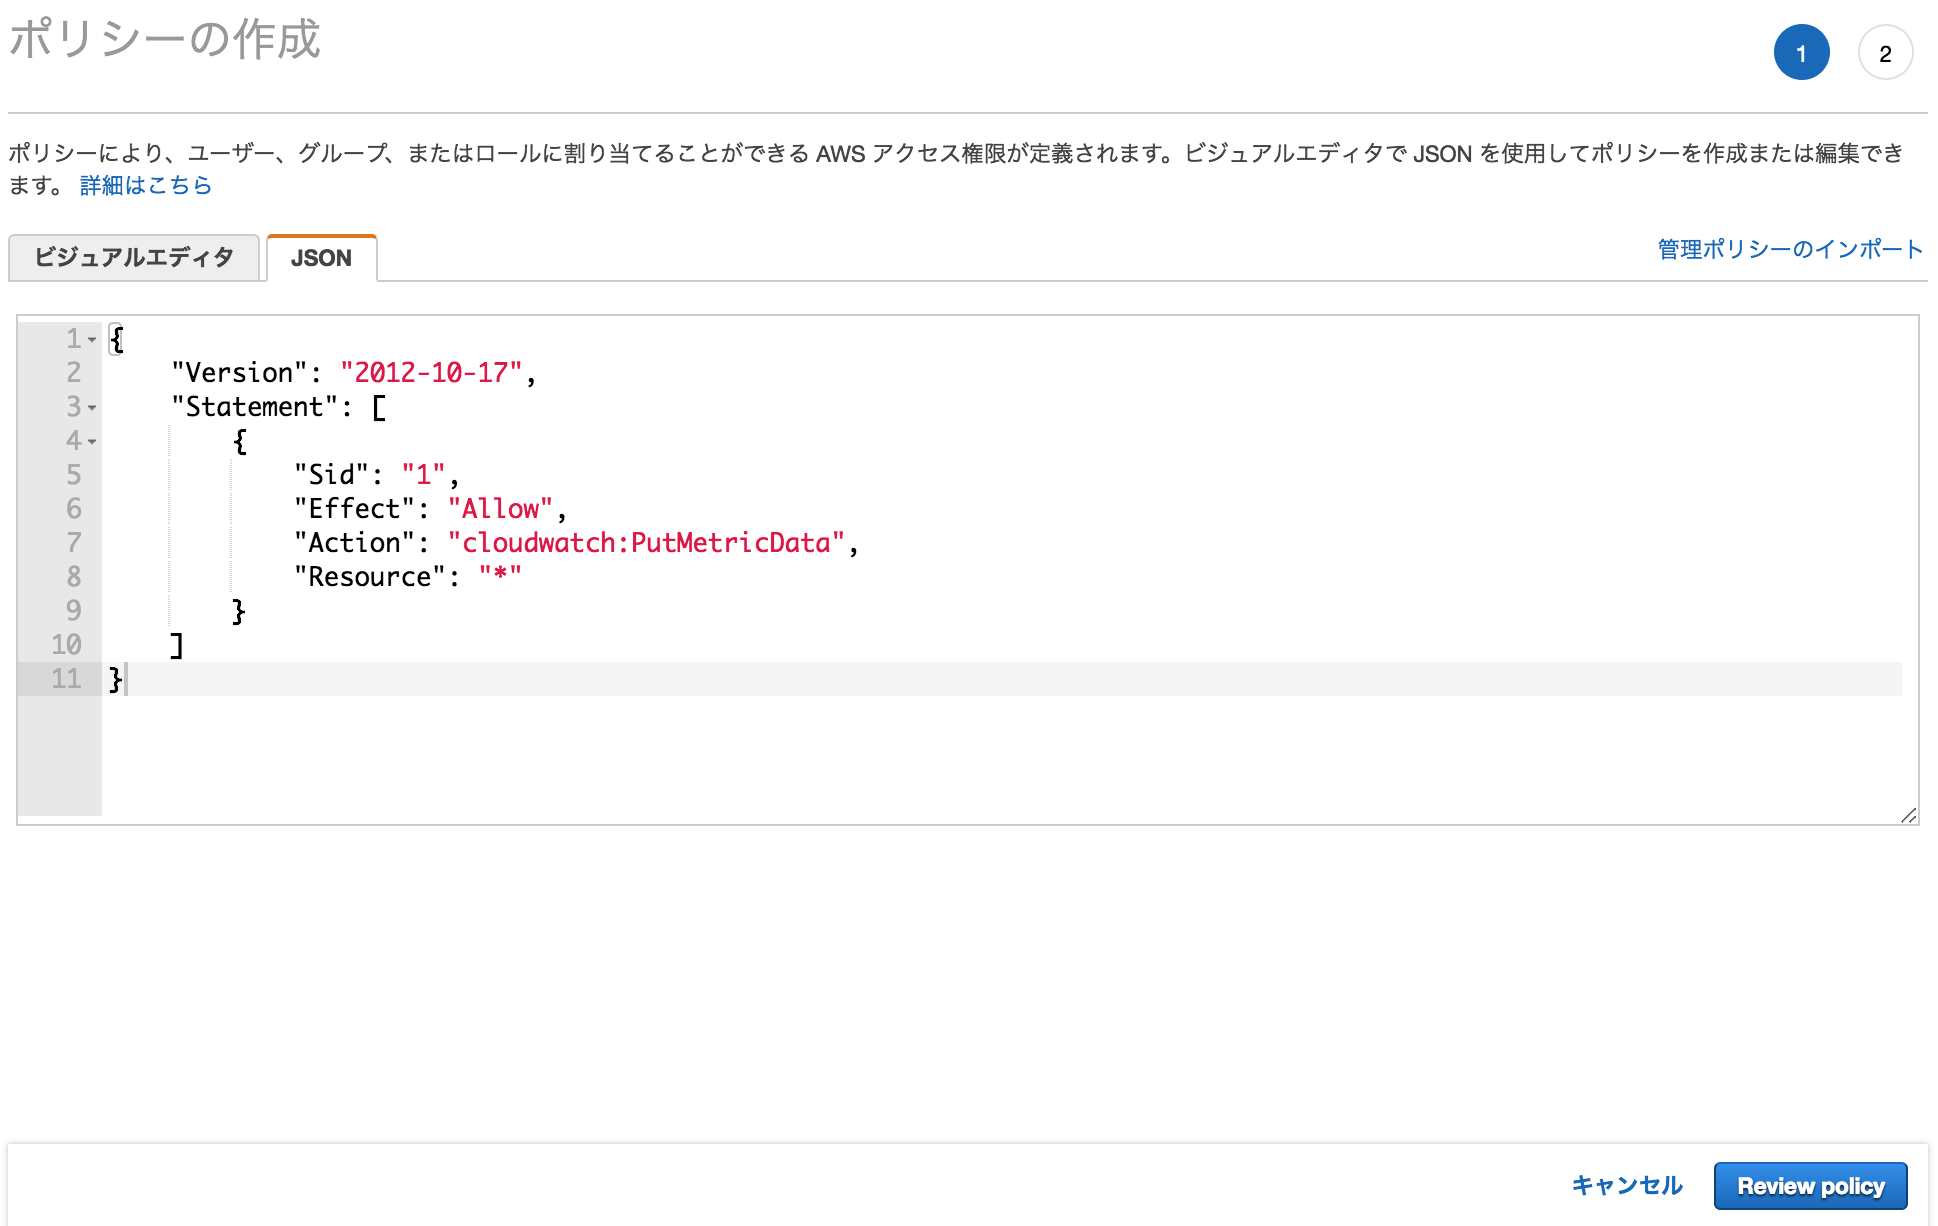 ポリシーの作成
1 2
ポリシーにより、ユーザー、グループ、またはロールに割り当てることができる AWS アクセス権限が定義されます。ビジュアルエディタで JSON を使用してポリシーを作成または編集でき
ます。 詳細はこちら
ビジュアルエディタ JSON 管理ポリシーのインポート
1 {
2     "Version": "2012-10-17",
3     "Statement": [
4         {
5             "Sid": "1",
6             "Effect": "Allow",
7             "Action": "cloudwatch:PutMetricData",
8             "Resource": "*"
9         }
10     ]
11 }
キャンセル Review policy